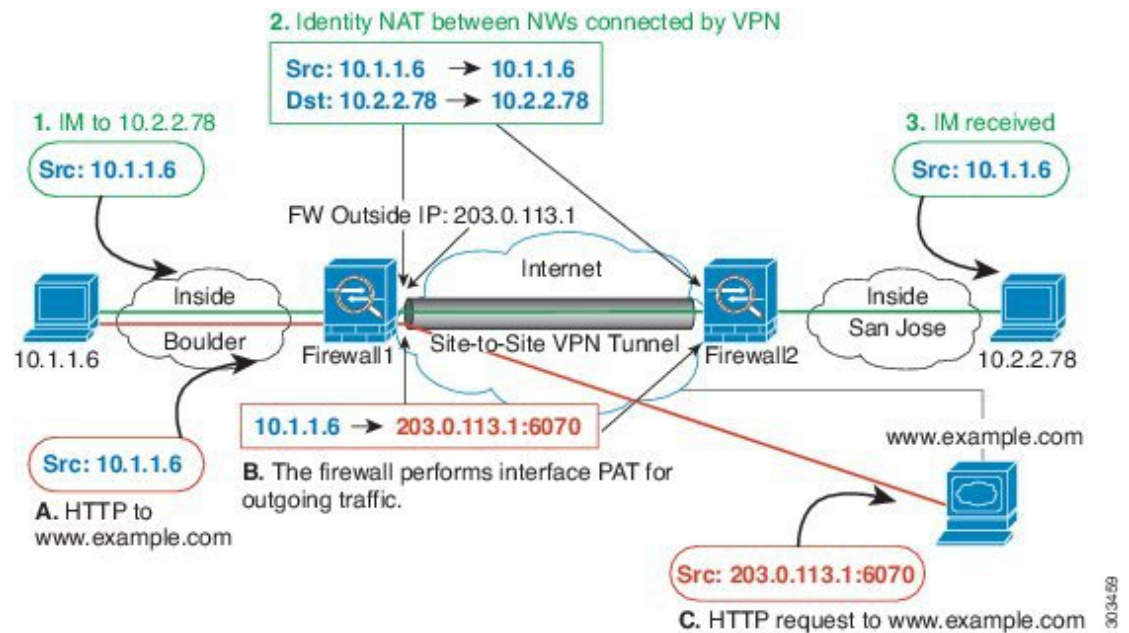 2. Identity NAT between NWs connected by VPN
Src: 10.1.1.6 → 10.1.1.6
Dst: 10.2.2.78 → 10.2.2.78
1. IM to 10.2.2.78
Src: 10.1.1.6
3. IM received
Src: 10.1.1.6
FW Outside IP: 203.0.113.1
Internet
Inside
Boulder
Inside
San Jose
10.1.1.6
Firewall1
Site-to-Site VPN Tunnel
Firewall2
10.2.2.78
10.1.1.6 → 203.0.113.1:6070
B. The firewall performs interface PAT for
outgoing traffic.
www.example.com
Src: 10.1.1.6
A. HTTP to
www.example.com
Src: 203.0.113.1:6070
C. HTTP request to www.example.com
303459